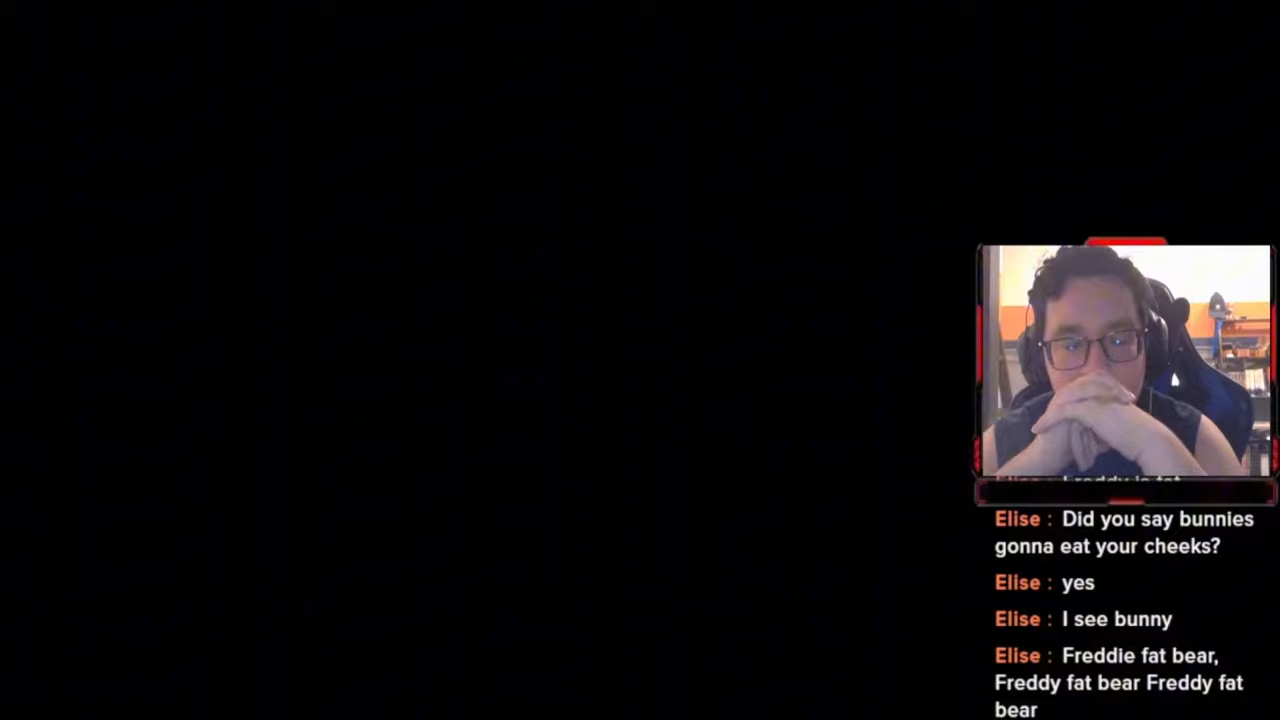 Elise : Did you say bunnies
gonna eat your cheeks?
Elise : yes
Elise : I see bunny
Elise : Freddie fat bear,
Freddy fat bear Freddy fat
bear